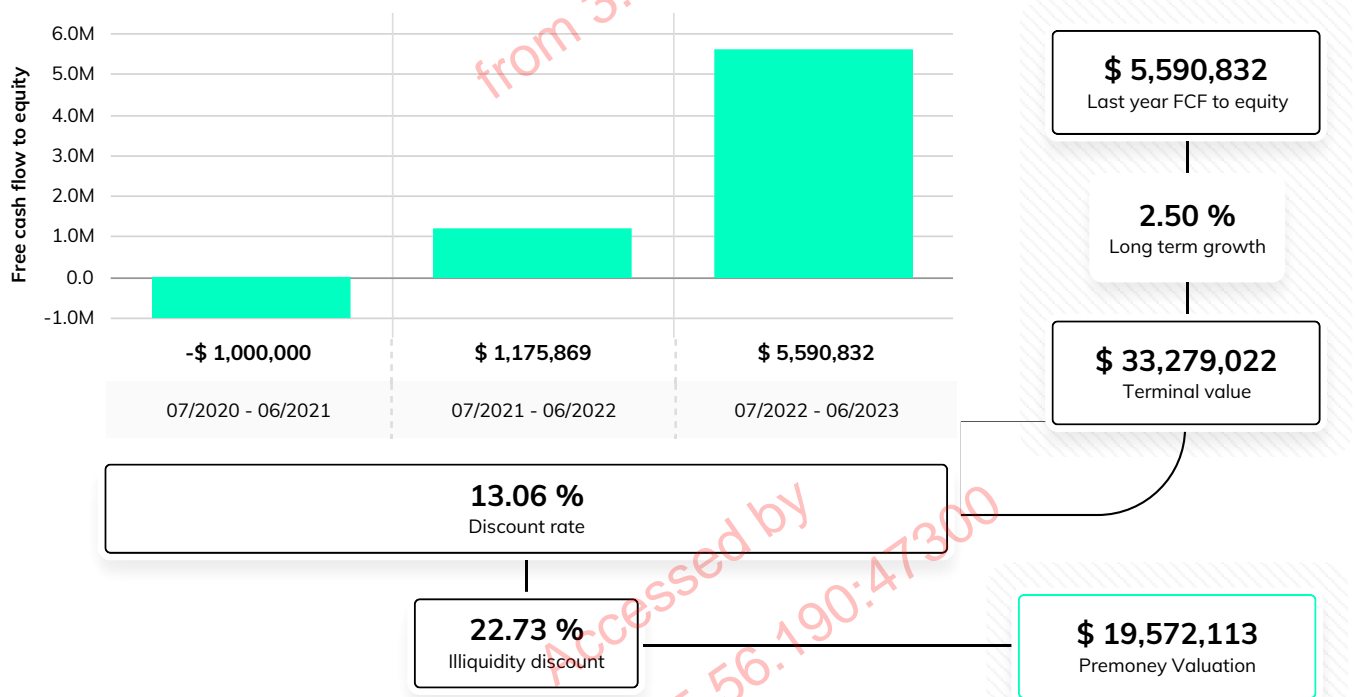 Free cash flow to equity
6.0M
5.0M
4.0M
3.0M
2.0M
1.0M
0.0
-1.0M
-$ 1,000,000
$ 1,175,869
$ 5,590,832
07/2020 - 06/2021
07/2021 - 06/2022
07/2022 - 06/2023
$ 5,590,832
Last year FCF to equity
2.50 %
Long term growth
$ 33,279,022
Terminal value
13.06 %
Discount rate
22.73 %
Illiquidity discount
$ 19,572,113
Premoney Valuation
Accessed by
from 3.
56.190:47300